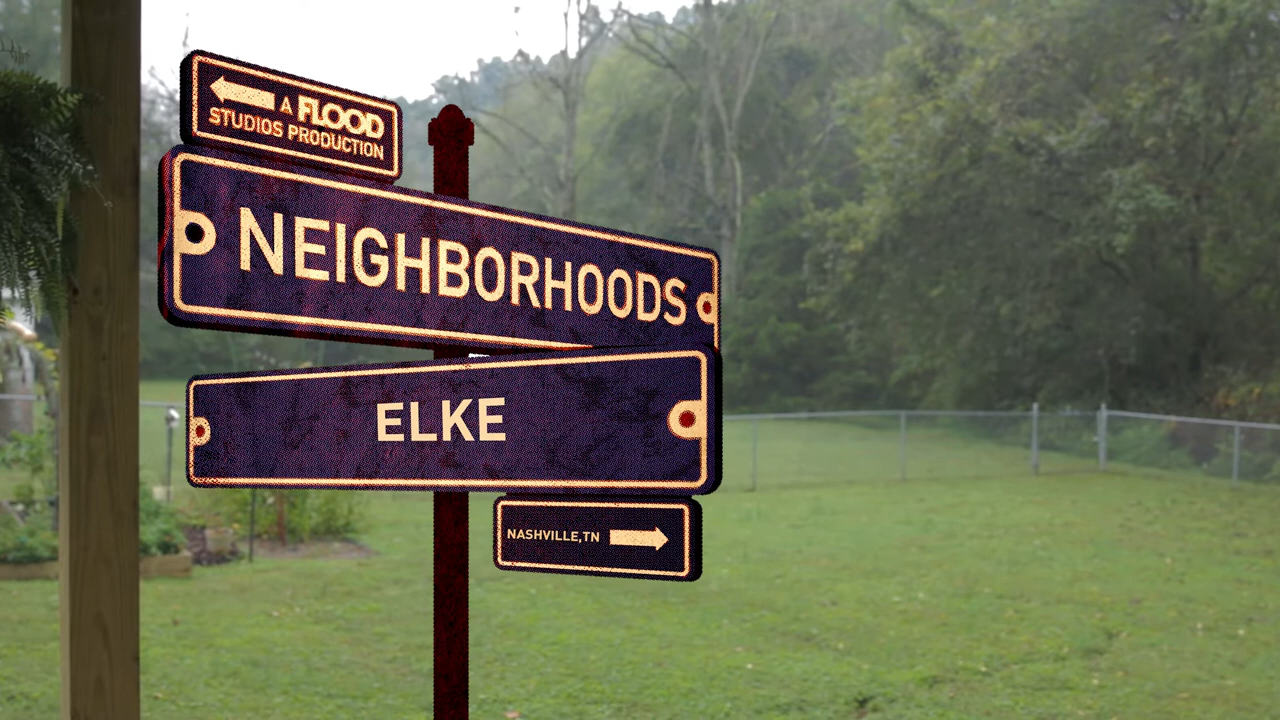 A FLOOD
STUDIOS PRODUCTION
NEIGHBORHOODS
ELKE
NASHVILLE,TN